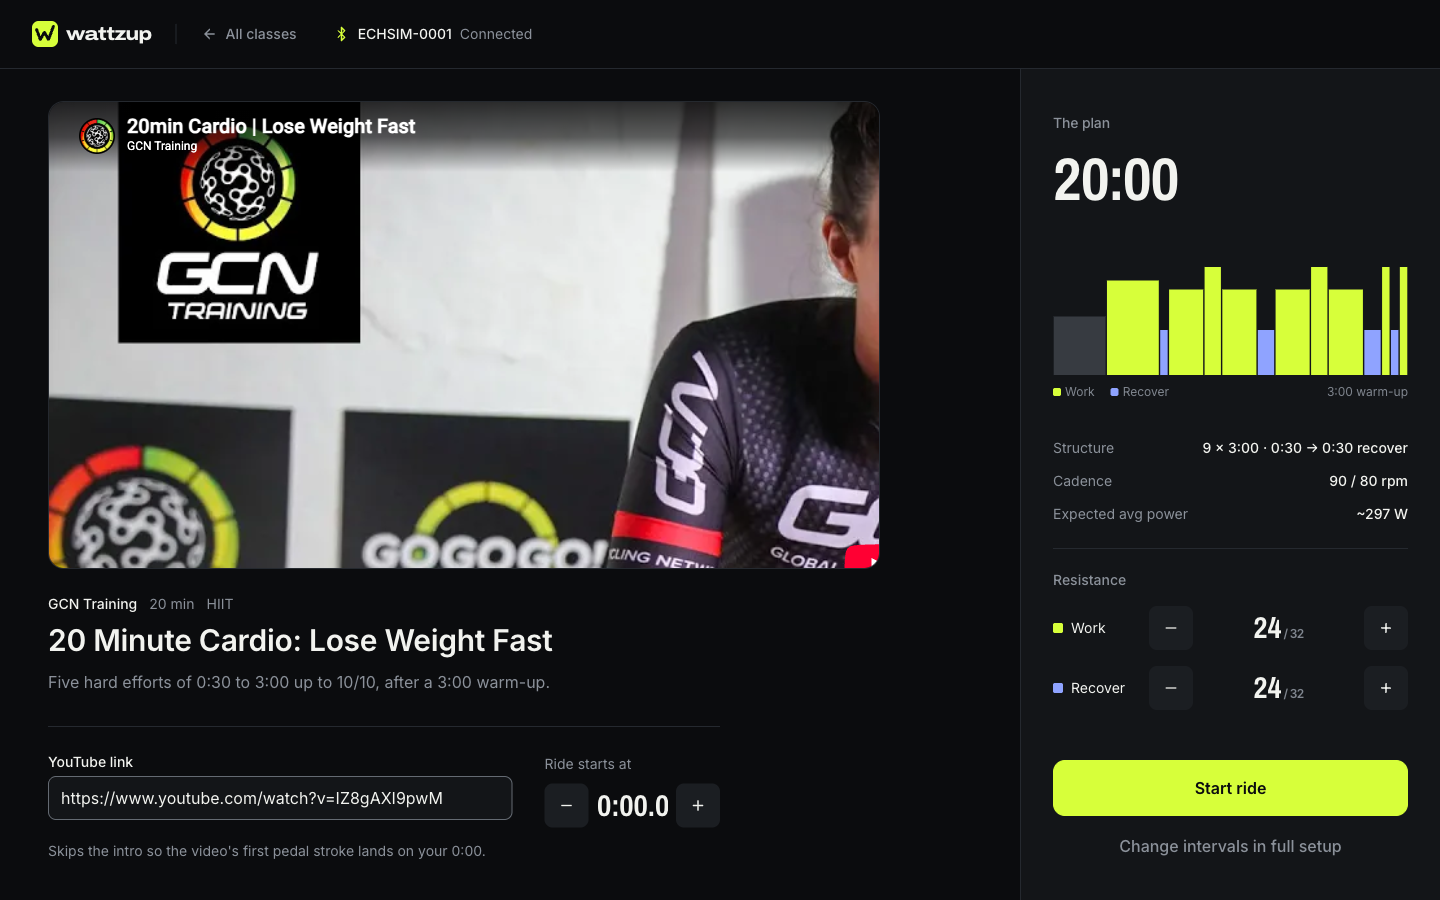 wattzup
All classes
ECHSIM-0001 Connected
20min Cardio | Lose Weight Fast
GCN Training
GCN
TRAINING
GCN
GOGOGO!
CLING NETW
GLOBAL
GCN Training 20 min HIIT
20 Minute Cardio: Lose Weight Fast
Five hard efforts of 0:30 to 3:00 up to 10/10, after a 3:00 warm-up.
YouTube link
https://www.youtube.com/watch?v=IZ8gAXI9pwM
Ride starts at
− 0:00.0 +
Skips the intro so the video's first pedal stroke lands on your 0:00.
The plan
20:00
Work Recover 3:00 warm-up
Structure 9 × 3:00 · 0:30 → 0:30 recover
Cadence 90 / 80 rpm
Expected avg power ~297 W
Resistance
Work − 24 / 32 +
Recover − 24 / 32 +
Start ride
Change intervals in full setup